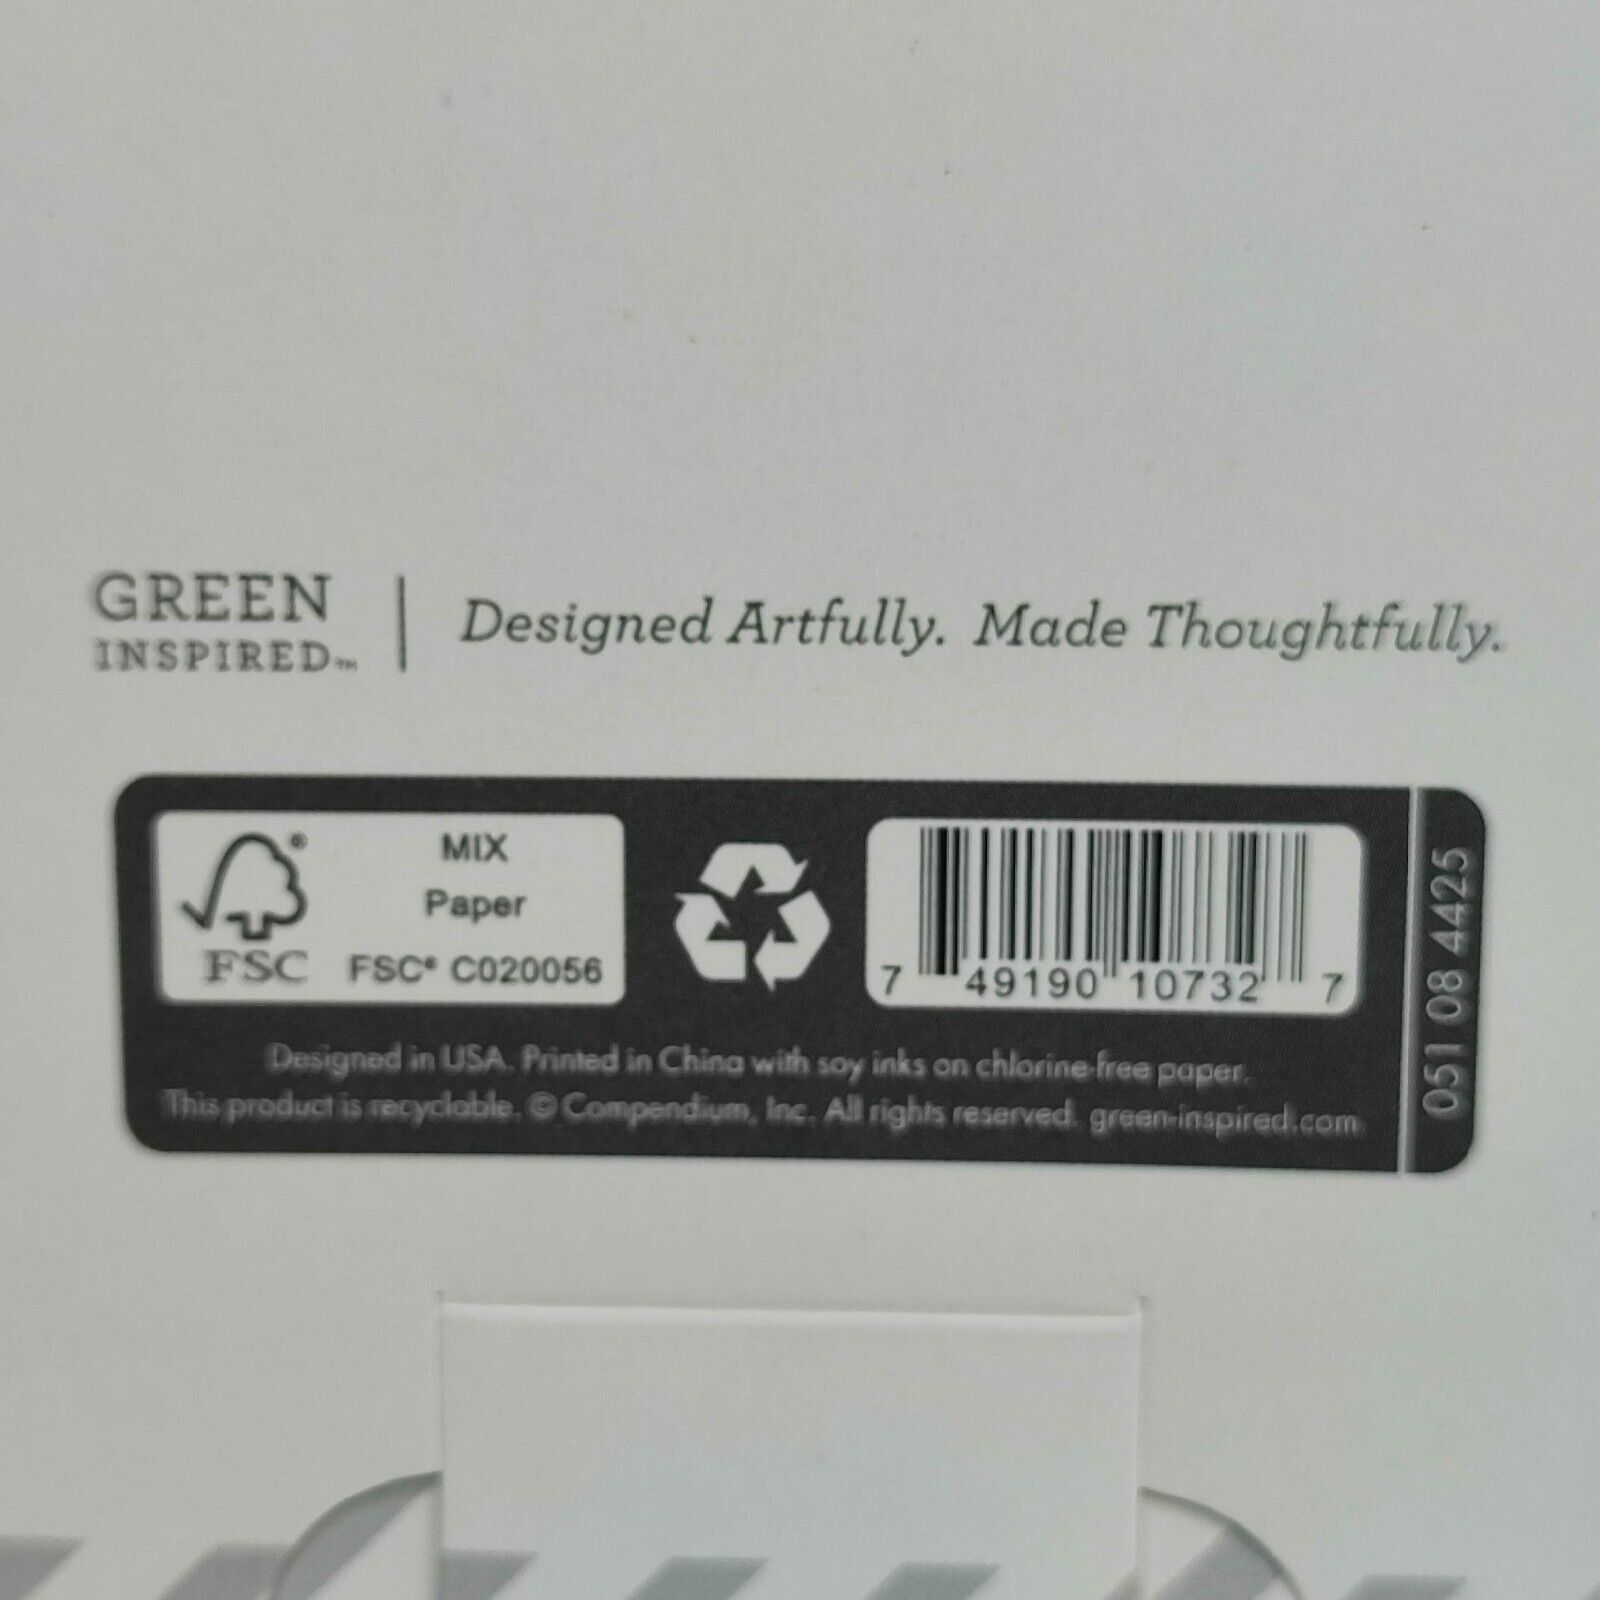 GREEN
INSPIRED™
Designed Artfully. Made Thoughtfully.
MIX
Paper
FSC® C020056
®
FSC
7 49190 10732 7
Designed in USA. Printed in China with soy inks on chlorine-free paper.
This product is recyclable. © Compendium, Inc. All rights reserved. green-inspired.com
051 08 4425